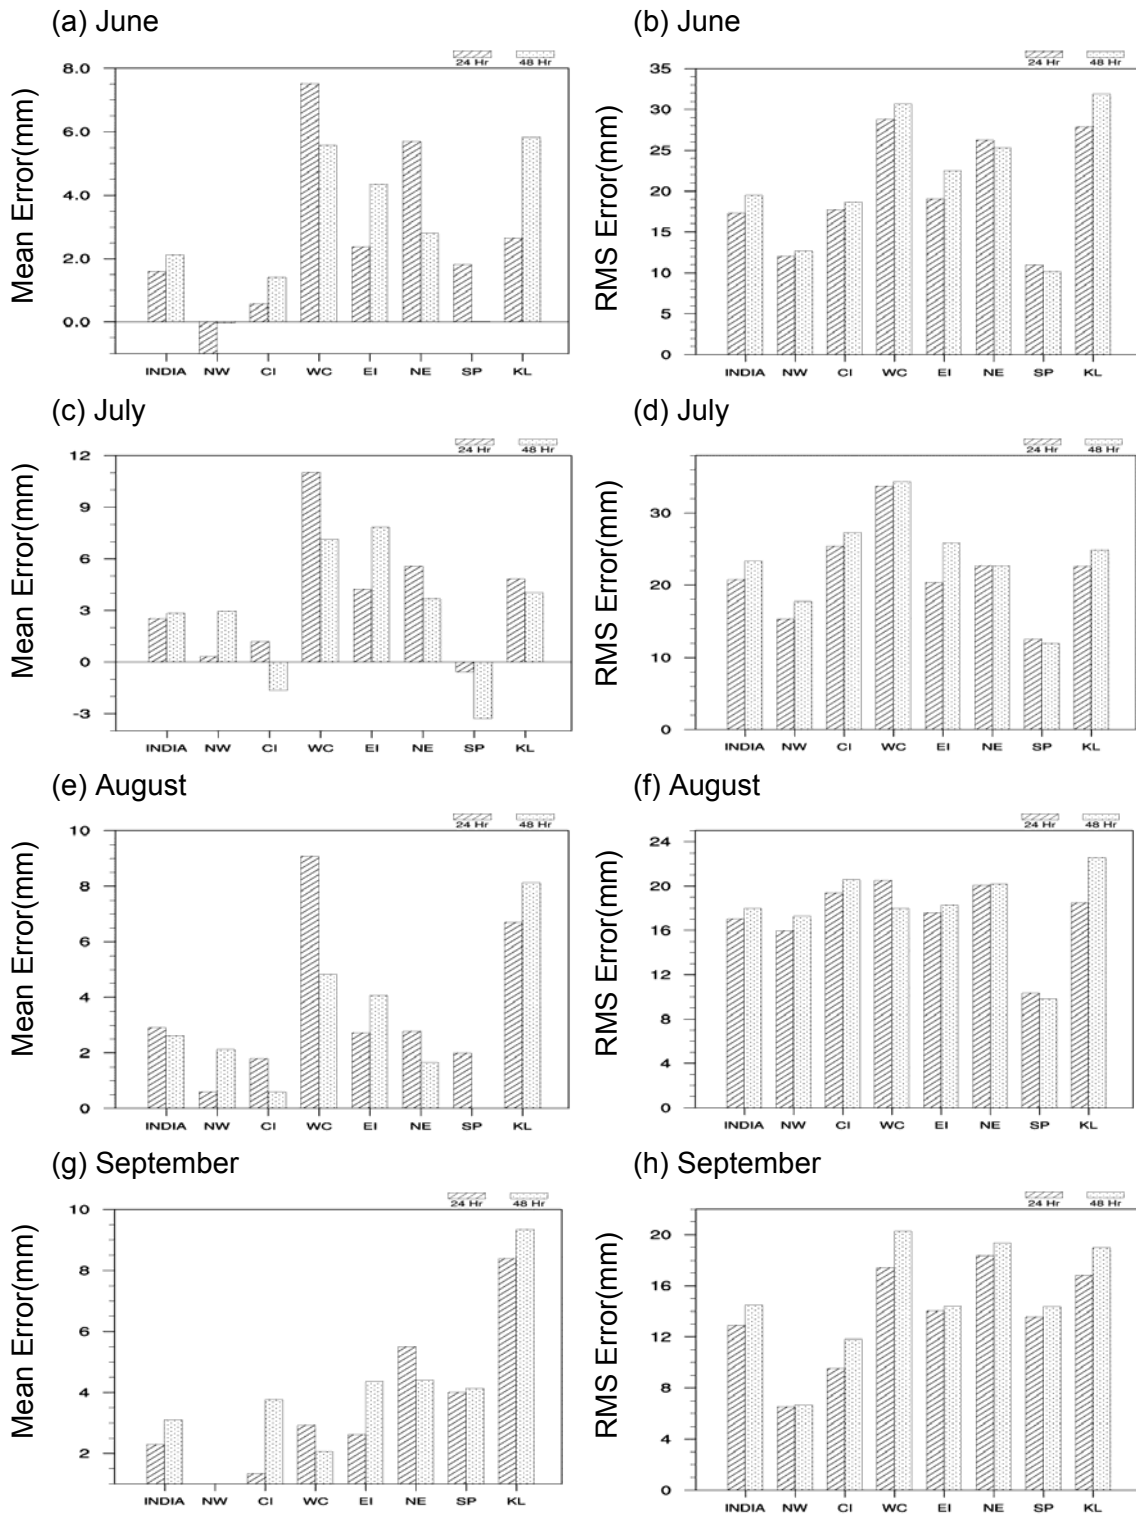 (a) June
24 Hr 48 Hr
Mean Error(mm)
8.0
6.0
4.0
2.0
0.0
INDIA NW CI WC EI NE SP KL
(b) June
24 Hr 48 Hr
RMS Error(mm)
35
30
25
20
15
10
5
0
INDIA NW CI WC EI NE SP KL
(c) July
24 Hr 48 Hr
Mean Error(mm)
12
9
6
3
0
-3
INDIA NW CI WC EI NE SP KL
(d) July
24 Hr 48 Hr
RMS Error(mm)
30
20
10
0
INDIA NW CI WC EI NE SP KL
(e) August
24 Hr 48 Hr
Mean Error(mm)
10
8
6
4
2
0
INDIA NW CI WC EI NE SP KL
(f) August
24 Hr 48 Hr
RMS Error(mm)
24
20
16
12
8
4
0
INDIA NW CI WC EI NE SP KL
(g) September
24 Hr 48 Hr
Mean Error(mm)
10
8
6
4
2
INDIA NW CI WC EI NE SP KL
(h) September
24 Hr 48 Hr
RMS Error(mm)
20
16
12
8
4
0
INDIA NW CI WC EI NE SP KL